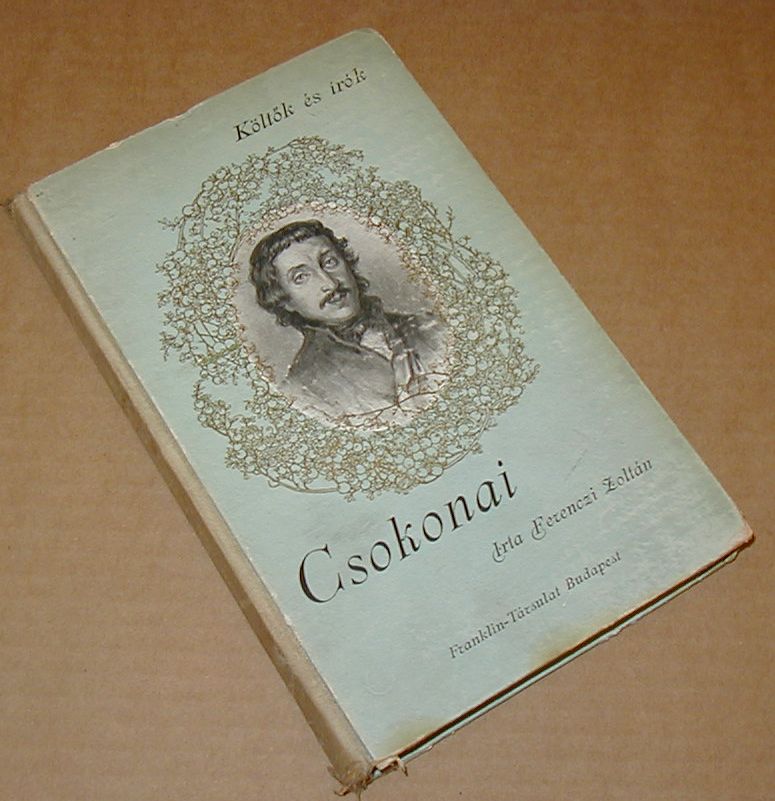 Költők és irók
Csokonai
Irta Ferenczi Zoltán
Franklin-Társulat Budapest